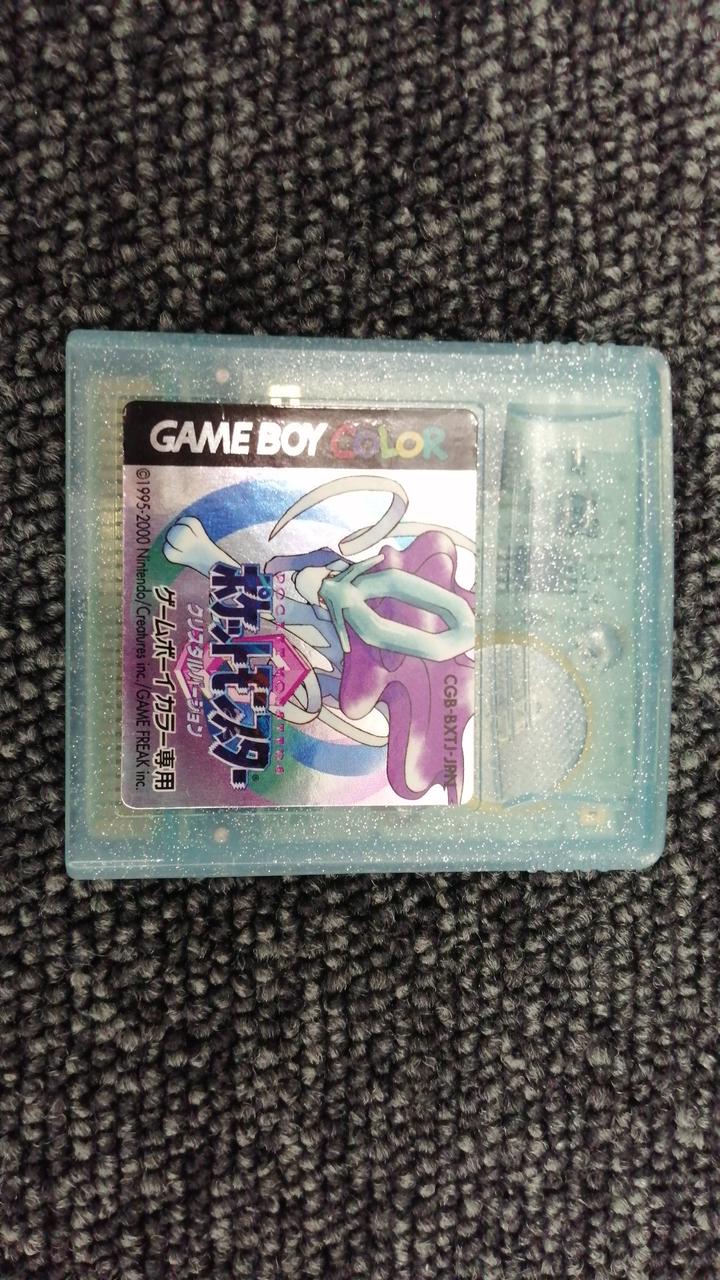 GAME BOY COLOR
CGB-BXTJ-JPN
POCKET MONSTERS
ポケットモンスター®
クリスタルバージョン
ゲームボーイカラー専用
©1995-2000 Nintendo/Creatures inc./GAME FREAK inc.